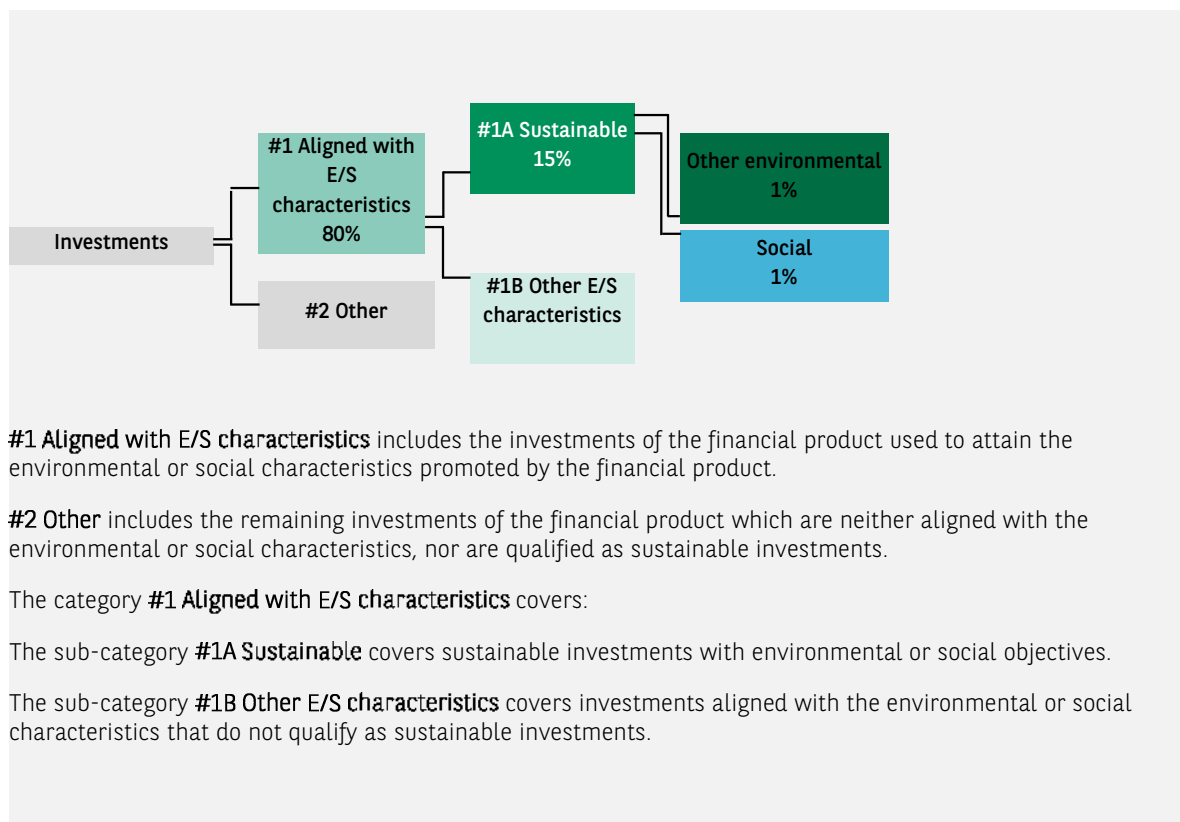 Investments
#1 Aligned with
E/S
characteristics
80%
#2 Other
#1A Sustainable
15%
#1B Other E/S
characteristics
Other environmental
1%
Social
1%
#1 Aligned with E/S characteristics includes the investments of the financial product used to attain the
environmental or social characteristics promoted by the financial product.
#2 Other includes the remaining investments of the financial product which are neither aligned with the
environmental or social characteristics, nor are qualified as sustainable investments.
The category #1 Aligned with E/S characteristics covers:
The sub-category #1A Sustainable covers sustainable investments with environmental or social objectives.
The sub-category #1B Other E/S characteristics covers investments aligned with the environmental or social
characteristics that do not qualify as sustainable investments.